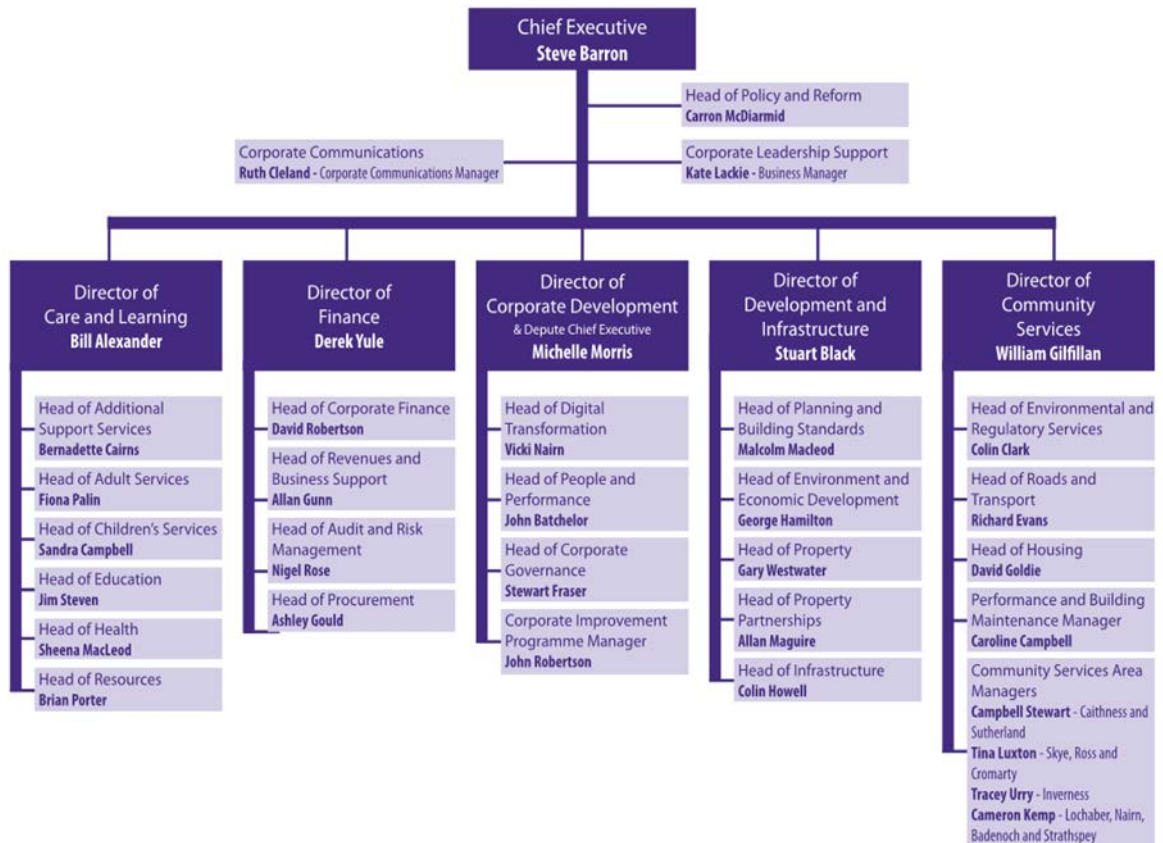 Chief Executive
Steve Barron
Head of Policy and Reform
Carron McDiarmid
Corporate Communications
Ruth Cleland - Corporate Communications Manager
Corporate Leadership Support
Kate Lackie - Business Manager
Director of
Care and Learning
Bill Alexander
Head of Additional
Support Services
Bernadette Cairns
Head of Adult Services
Fiona Palin
Head of Children's Services
Sandra Campbell
Head of Education
Jim Steven
Head of Health
Sheena MacLeod
Head of Resources
Brian Porter
Director of
Finance
Derek Yule
Head of Corporate Finance
David Robertson
Head of Revenues and
Business Support
Allan Gunn
Head of Audit and Risk
Management
Nigel Rose
Head of Procurement
Ashley Gould
Director of
Corporate Development
& Depute Chief Executive
Michelle Morris
Head of Digital
Transformation
Vicki Nairn
Head of People and
Performance
John Batchelor
Head of Corporate
Governance
Stewart Fraser
Corporate Improvement
Programme Manager
John Robertson
Director of
Development and
Infrastructure
Stuart Black
Head of Planning and
Building Standards
Malcolm Macleod
Head of Environment and
Economic Development
George Hamilton
Head of Property
Gary Westwater
Head of Property
Partnerships
Allan Maguire
Head of Infrastructure
Colin Howell
Director of
Community
Services
William Gilfillan
Head of Environmental and
Regulatory Services
Colin Clark
Head of Roads and
Transport
Richard Evans
Head of Housing
David Goldie
Performance and Building
Maintenance Manager
Caroline Campbell
Community Services Area
Managers
Campbell Stewart - Caithness and
Sutherland
Tina Luxton - Skye, Ross and
Cromarty
Tracey Urry - Inverness
Cameron Kemp - Lochaber, Nairn,
Badenoch and Strathspey